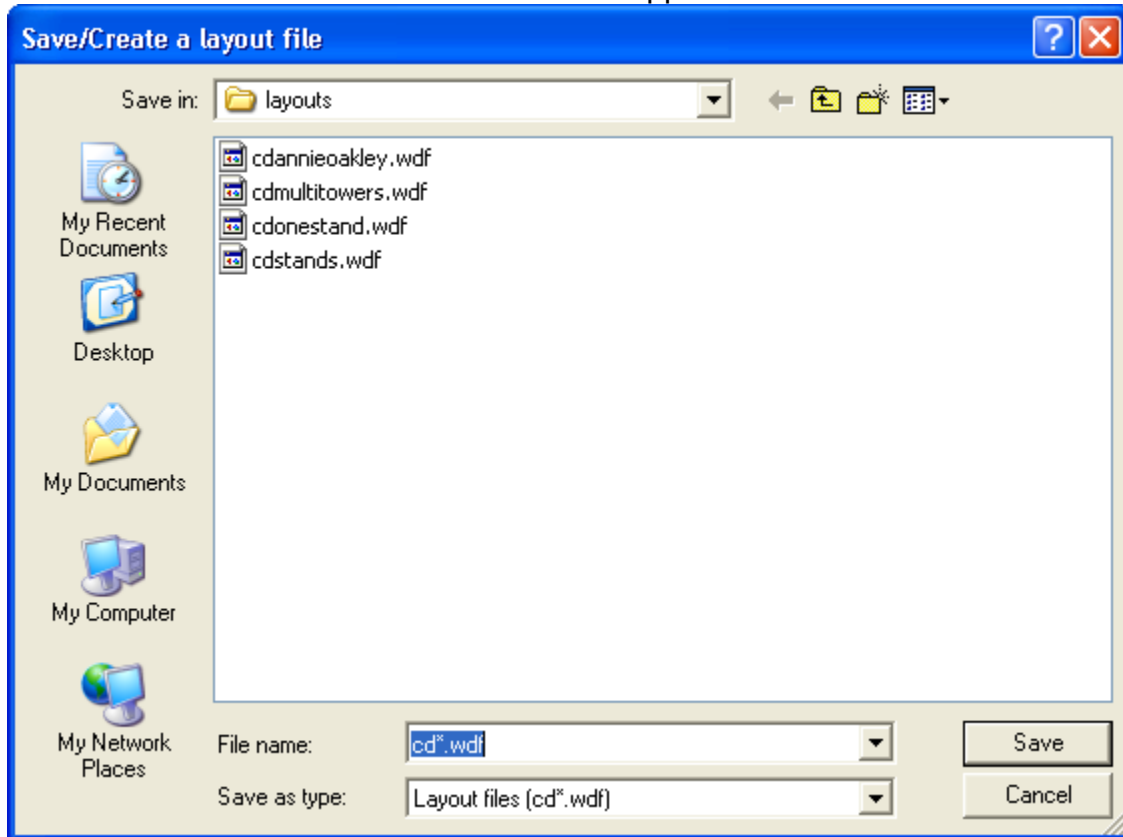 Save/Create a layout file
Save in:
layouts
cdannieoakley.wdf
cdmultitowers.wdf
cdonestand.wdf
cdstands.wdf
My Recent
Documents
Desktop
My Documents
My Computer
My Network
Places
File name:
cd*.wdf
Save
Save as type:
Layout files (cd*.wdf)
Cancel